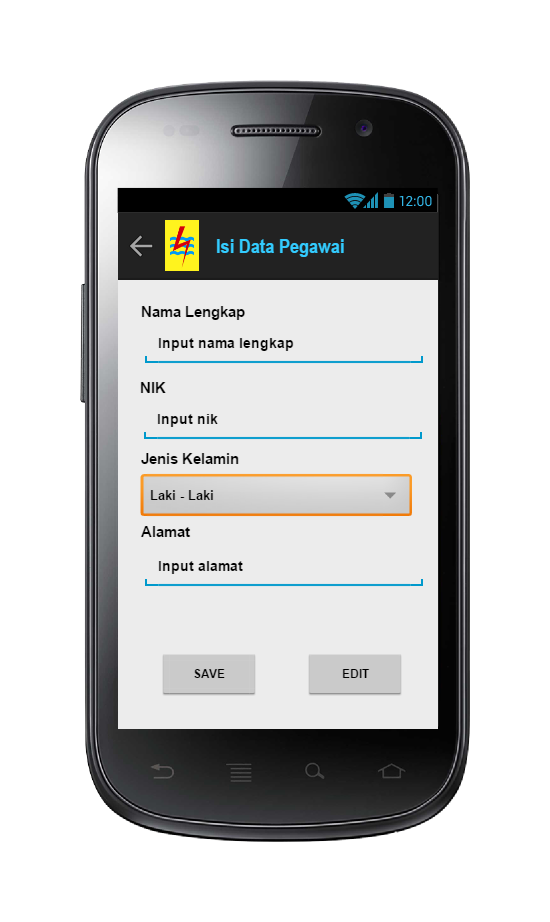 12:00
Isi Data Pegawai
Nama Lengkap
Input nama lengkap
NIK
Input nik
Jenis Kelamin
Laki - Laki
Alamat
Input alamat
SAVE EDIT